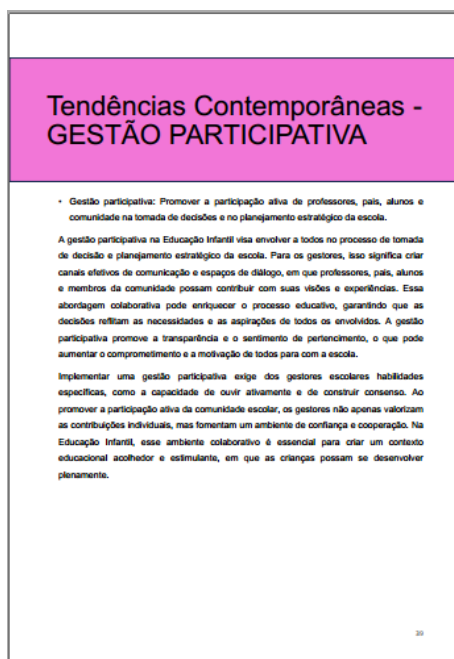 Tendências Contemporâneas -
GESTÃO PARTICIPATIVA
• Gestão participativa: Promover a participação ativa de professores, pais, alunos e
comunidade na tomada de decisões e no planejamento estratégico da escola.
A gestão participativa na Educação Infantil visa envolver a todos no processo de tomada
de decisão e planejamento estratégico da escola. Para os gestores, isso significa criar
canais efetivos de comunicação e espaços de diálogo, em que professores, pais, alunos
e membros da comunidade possam contribuir com suas visões e experiências. Essa
abordagem colaborativa pode enriquecer o processo educativo, garantindo que as
decisões reflitam as necessidades e as aspirações de todos os envolvidos. A gestão
participativa promove a transparência e o sentimento de pertencimento, o que pode
aumentar o comprometimento e a motivação de todos para com a escola.
Implementar uma gestão participativa exige dos gestores escolares habilidades
específicas, como a capacidade de ouvir ativamente e de construir consenso. Ao
promover a participação ativa da comunidade escolar, os gestores não apenas valorizam
as contribuições individuais, mas fomentam um ambiente de confiança e cooperação. Na
Educação Infantil, esse ambiente colaborativo é essencial para criar um contexto
educacional acolhedor e estimulante, em que as crianças possam se desenvolver
plenamente.
39